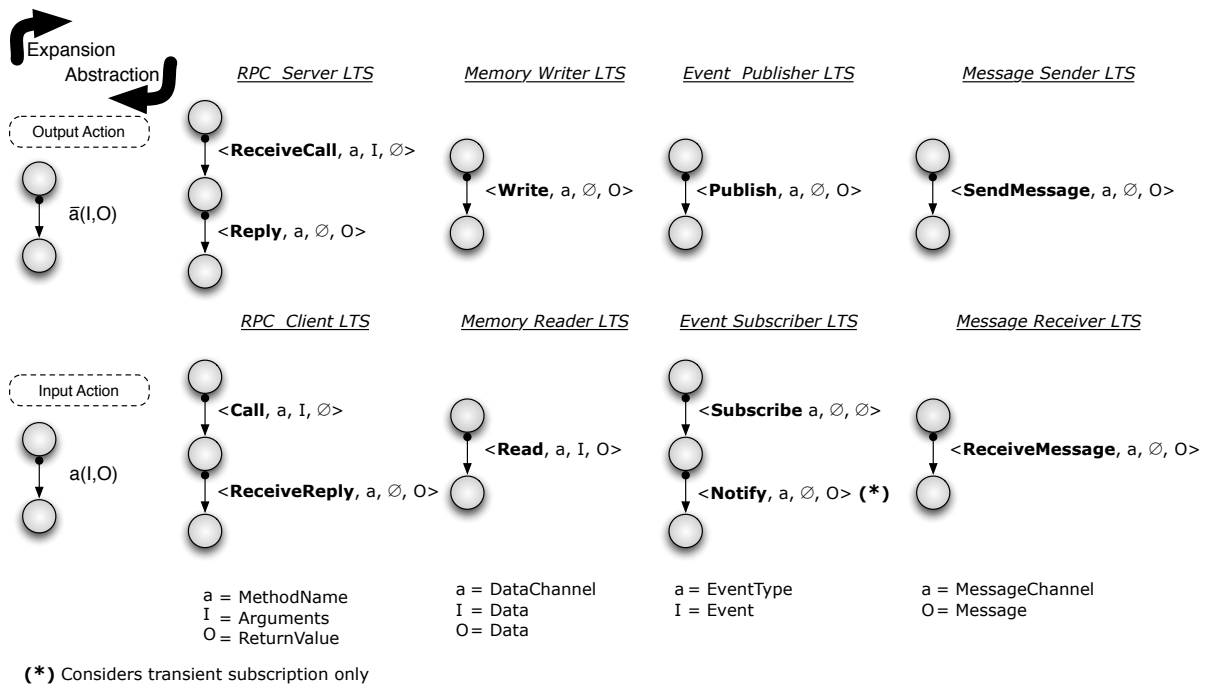 Expansion
Abstraction
RPC Server LTS
Memory Writer LTS
Event Publisher LTS
Message Sender LTS
Output Action
<ReceiveCall, a, I, ∅>
ā(I,O)
<Write, a, ∅, O>
<Publish, a, ∅, O>
<SendMessage, a, ∅, O>
<Reply, a, ∅, O>
RPC Client LTS
Memory Reader LTS
Event Subscriber LTS
Message Receiver LTS
Input Action
<Call, a, I, ∅>
<Subscribe a, ∅, ∅>
a(I,O)
<Read, a, I, O>
<ReceiveMessage, a, ∅, O>
<ReceiveReply, a, ∅, O>
<Notify, a, ∅, O> (*)
a = MethodName
I = Arguments
O = ReturnValue
a = DataChannel
I = Data
O = Data
a = EventType
I = Event
a = MessageChannel
O = Message
(*) Considers transient subscription only